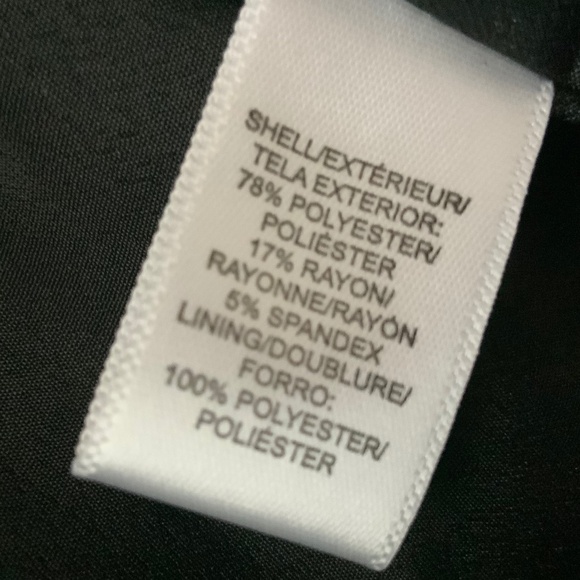 SHELL/EXTÉRIEUR/
TELA EXTERIOR:
78% POLYESTER/
POLIÉSTER
17% RAYON/
RAYONNE/RAYÓN
5% SPANDEX
LINING/DOUBLURE/
FORRO:
100% POLYESTER/
POLIÉSTER